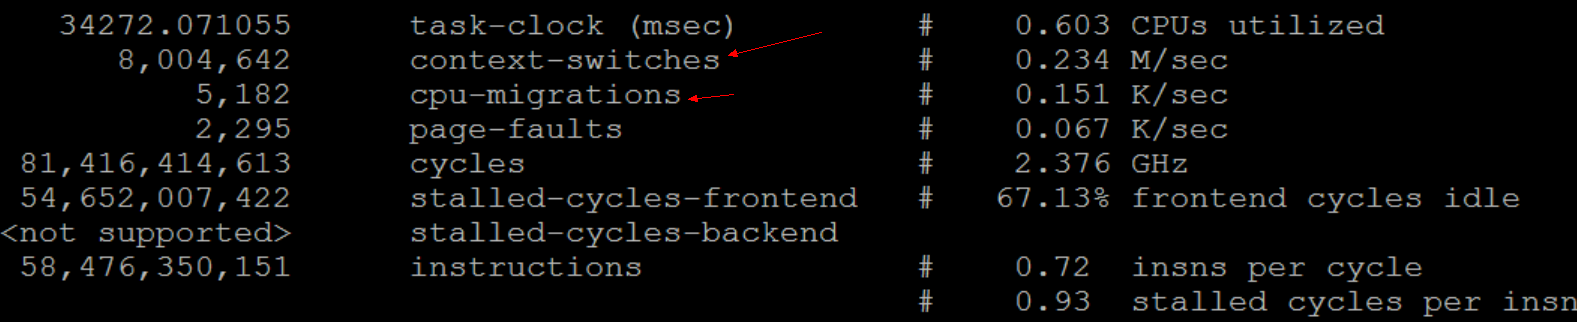 34272.071055 task-clock (msec) # 0.603 CPUs utilized
8,004,642 context-switches # 0.234 M/sec
5,182 cpu-migrations # 0.151 K/sec
2,295 page-faults # 0.067 K/sec
81,416,414,613 cycles # 2.376 GHz
54,652,007,422 stalled-cycles-frontend # 67.13% frontend cycles idle
<not supported> stalled-cycles-backend
58,476,350,151 instructions # 0.72 insns per cycle
# 0.93 stalled cycles per insn